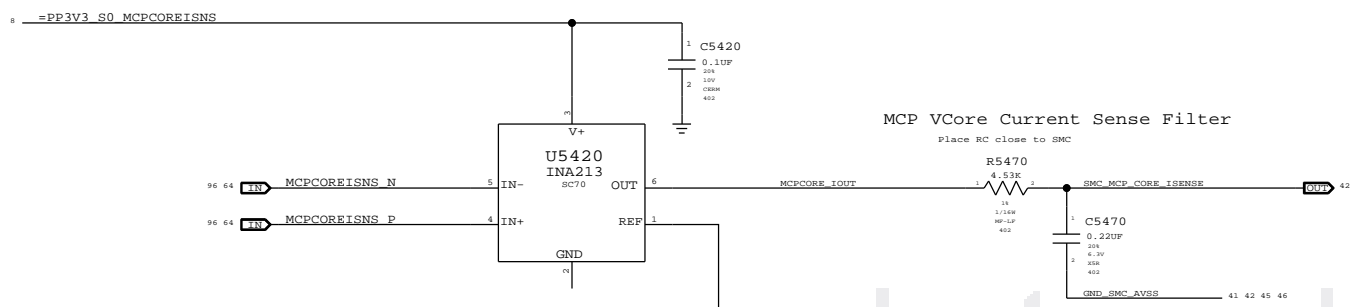 8 =PP3V3_S0_MCPCOREISNS
1 C5420
0.1UF
20%
10V
2 CERM
402
3
V+
U5420
INA213
SC70
MCP VCore Current Sense Filter
Place RC close to SMC
R5470
4.53K
96 64 IN MCPCOREISNS_N 5 IN- OUT 6 MCPCORE_IOUT 1 2 SMC_MCP_CORE_ISENSE OUT 42
1%
1/16W
MF-LF
402
96 64 IN MCPCOREISNS_P 4 IN+ REF 1
1 C5470
0.22UF
20%
6.3V
2 X5R
402
GND
2
GND_SMC_AVSS 41 42 45 46